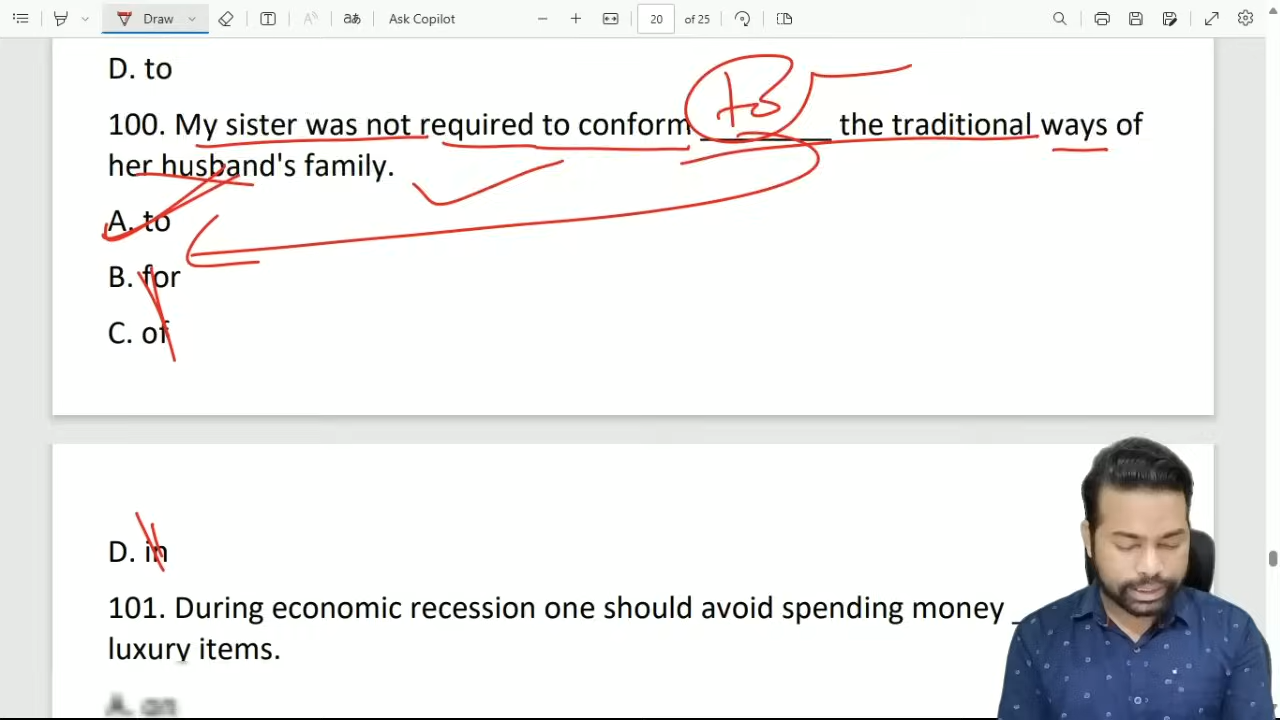 Draw
Ask Copilot
20
of 25
D. to
to
100. My sister was not required to conform __________ the traditional ways of
her husband's family.
A. to
B. for
C. of
D. in
101. During economic recession one should avoid spending money _
luxury items.
A. on